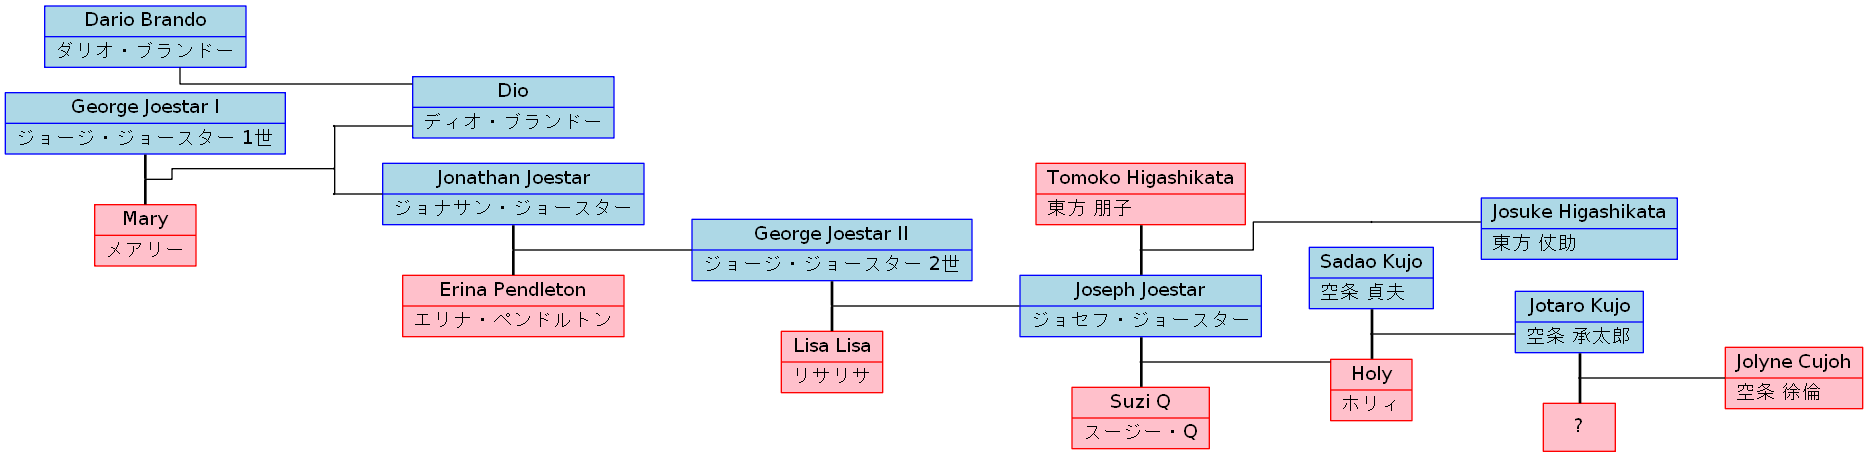 Dario Brando
ダリオ・ブランドー
George Joestar I
ジョージ・ジョースター 1世
Mary
メアリー
Dio
ディオ・ブランドー
Jonathan Joestar
ジョナサン・ジョースター
Erina Pendleton
エリナ・ペンドルトン
George Joestar II
ジョージ・ジョースター 2世
Lisa Lisa
リサリサ
Tomoko Higashikata
東方 朋子
Joseph Joestar
ジョセフ・ジョースター
Suzi Q
スージー・Q
Josuke Higashikata
東方 仗助
Sadao Kujo
空条 貞夫
Holy
ホリィ
Jotaro Kujo
空条 承太郎
?
Jolyne Cujoh
空条 徐倫